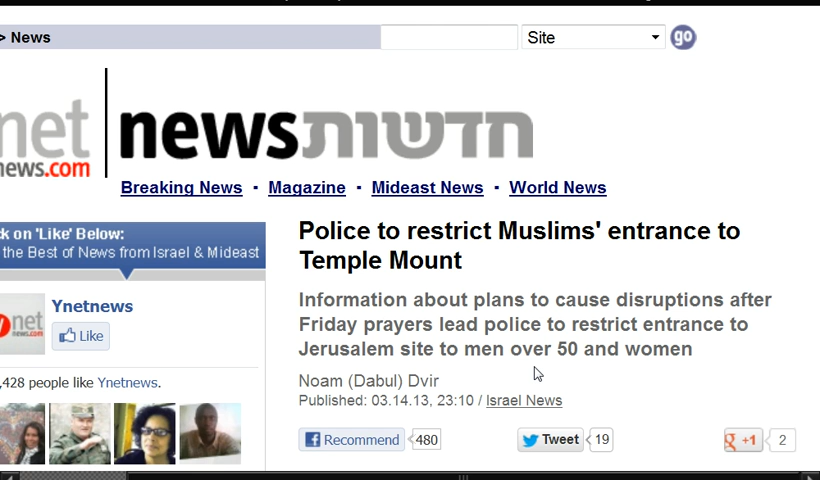 > News
Site
go
net
news.com
newsחדשות
Breaking News ▪ Magazine ▪ Mideast News ▪ World News
ck on 'Like' Below:
the Best of News from Israel & Mideast
net
news.com
Ynetnews
Like
,428 people like Ynetnews.
Police to restrict Muslims' entrance to
Temple Mount
Information about plans to cause disruptions after
Friday prayers lead police to restrict entrance to
Jerusalem site to men over 50 and women
Noam (Dabul) Dvir
Published: 03.14.13, 23:10 / Israel News
Recommend 480
Tweet 19
+1 2